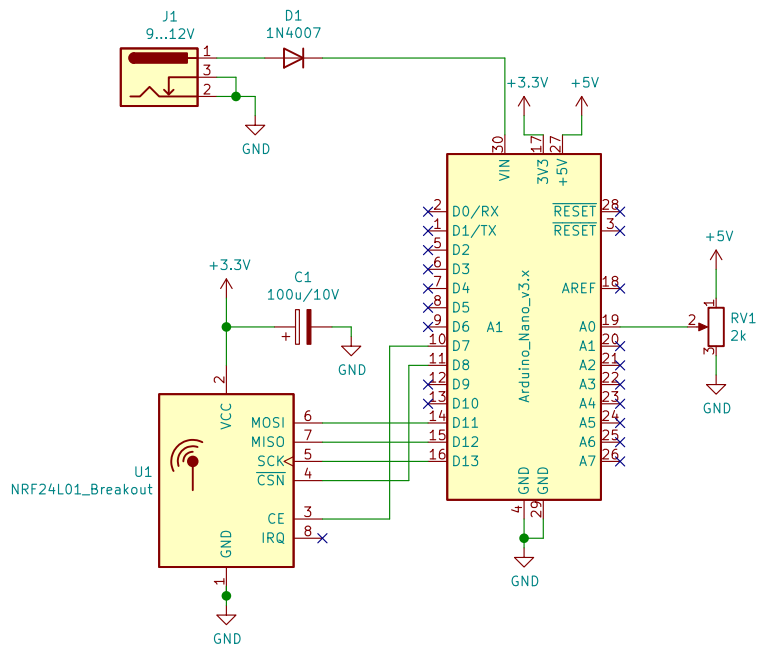 J1
9...12V
1
3
2
GND
D1
1N4007
+3.3V
+5V
30
17
27
VIN
3V3
+5V
2 D0/RX RESET 28
1 D1/TX RESET 3
5 D2
6 D3
7 D4 AREF 18
8 D5
9 D6 A1 A0 19
10 D7 A1 20
11 D8 A2 21
12 D9 A3 22
13 D10 A4 23
14 D11 A5 24
15 D12 A6 25
16 D13 A7 26
Arduino_Nano_v3.x
GND
GND
4
29
GND
+5V
1
2
3
RV1
2k
GND
+3.3V
C1
100u/10V
+
GND
2
VCC
MOSI 6
MISO 7
SCK 5
CSN 4
CE 3
IRQ 8
U1
NRF24L01_Breakout
GND
1
GND